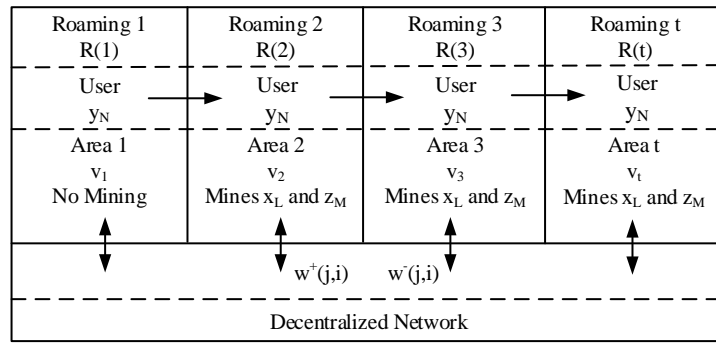 Roaming 1
R(1)
User
yN
Area 1
v1
No Mining
Roaming 2
R(2)
User
yN
Area 2
v2
Mines xL and zM
Roaming 3
R(3)
User
yN
Area 3
v3
Mines xL and zM
Roaming t
R(t)
User
yN
Area t
vt
Mines xL and zM
w+(j,i)
w-(j,i)
Decentralized Network